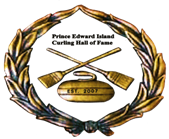 Prince Edward Island
Curling Hall of Fame
EST. 2007